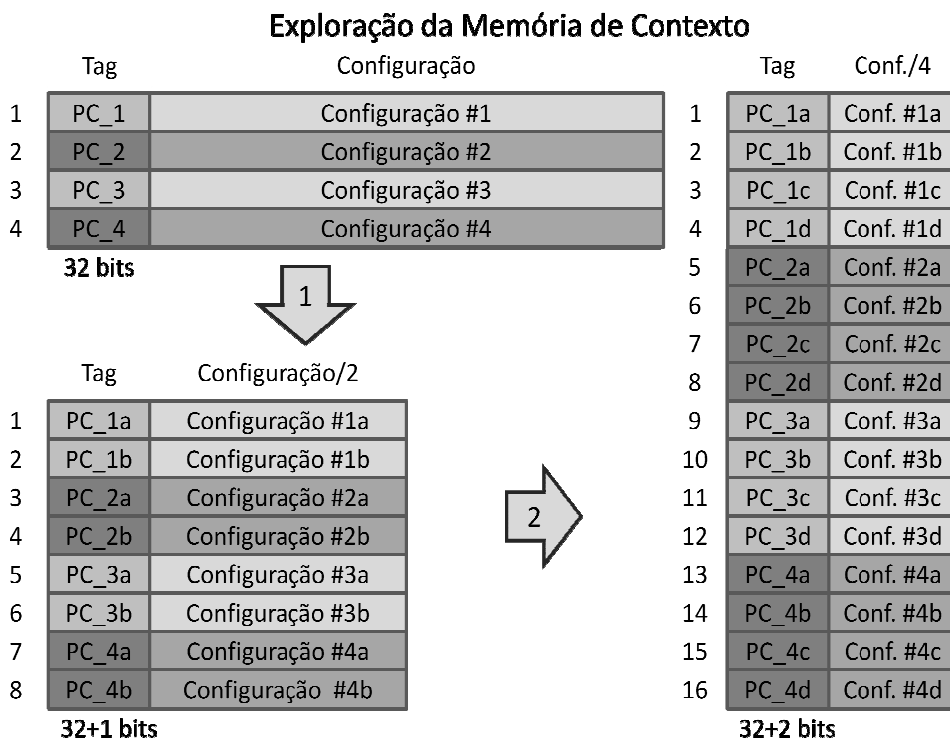 Exploração da Memória de Contexto
Tag Configuração
1 PC_1 Configuração #1
2 PC_2 Configuração #2
3 PC_3 Configuração #3
4 PC_4 Configuração #4
32 bits
1
Tag Configuração/2
1 PC_1a Configuração #1a
2 PC_1b Configuração #1b
3 PC_2a Configuração #2a
4 PC_2b Configuração #2b
5 PC_3a Configuração #3a
6 PC_3b Configuração #3b
7 PC_4a Configuração #4a
8 PC_4b Configuração #4b
32+1 bits
2
Tag Conf./4
1 PC_1a Conf. #1a
2 PC_1b Conf. #1b
3 PC_1c Conf. #1c
4 PC_1d Conf. #1d
5 PC_2a Conf. #2a
6 PC_2b Conf. #2b
7 PC_2c Conf. #2c
8 PC_2d Conf. #2d
9 PC_3a Conf. #3a
10 PC_3b Conf. #3b
11 PC_3c Conf. #3c
12 PC_3d Conf. #3d
13 PC_4a Conf. #4a
14 PC_4b Conf. #4b
15 PC_4c Conf. #4c
16 PC_4d Conf. #4d
32+2 bits